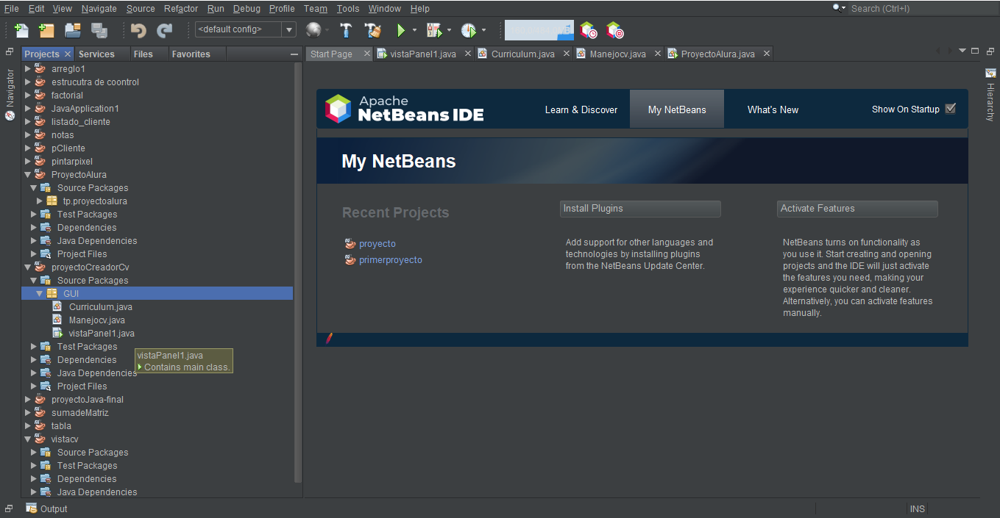 File Edit View Navigate Source Refactor Run Debug Profile Team Tools Window Help
Search (Ctrl+I)
<default config>
Projects Services Files Favorites
Start Page vistaPanel1.java Curriculum.java Manejocv.java ProyectoAlura.java
Navigator
Hierarchy
arreglo1
estrucutra de coontrol
factorial
JavaApplication1
listado_cliente
notas
pCliente
pintarpixel
ProyectoAlura
Source Packages
tp.proyectoalura
Test Packages
Dependencies
Java Dependencies
Project Files
proyectoCreadorCv
Source Packages
GUI
Curriculum.java
Manejocv.java
vistaPanel1.java
Test Packages
Dependencies
Java Dependencies
Project Files
vistaPanel1.java
Contains main class.
proyectoJava-final
sumadeMatriz
tabla
vistacv
Source Packages
Test Packages
Dependencies
Java Dependencies
Apache
NetBeans IDE
Learn & Discover
My NetBeans
What's New
Show On Startup
My NetBeans
Recent Projects
proyecto
primerproyecto
Install Plugins
Add support for other languages and
technologies by installing plugins
from the NetBeans Update Center.
Activate Features
NetBeans turns on functionality as
you use it. Start creating and opening
projects and the IDE will just activate
the features you need, making your
experience quicker and cleaner.
Alternatively, you can activate features
manually.
Output
INS